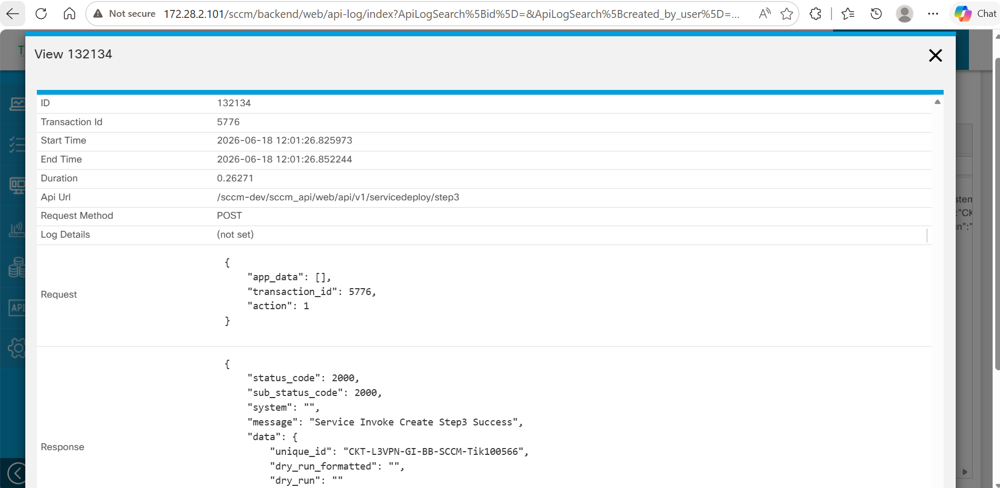 Not secure 172.28.2.101/sccm/backend/web/api-log/index?ApiLogSearch%5Bid%5D=&ApiLogSearch%5Bcreated_by_user%5D=... Chat
View 132134
ID 132134
Transaction Id 5776
Start Time 2026-06-18 12:01:26.825973
End Time 2026-06-18 12:01:26.852244
Duration 0.26271
Api Url /sccm-dev/sccm_api/web/api/v1/servicedeploy/step3
Request Method POST
Log Details (not set)
Request
{
"app_data": [],
"transaction_id": 5776,
"action": 1
}
Response
{
"status_code": 2000,
"sub_status_code": 2000,
"system": "",
"message": "Service Invoke Create Step3 Success",
"data": {
"unique_id": "CKT-L3VPN-GI-BB-SCCM-Tik100566",
"dry_run_formatted": "",
"dry_run": ""
API